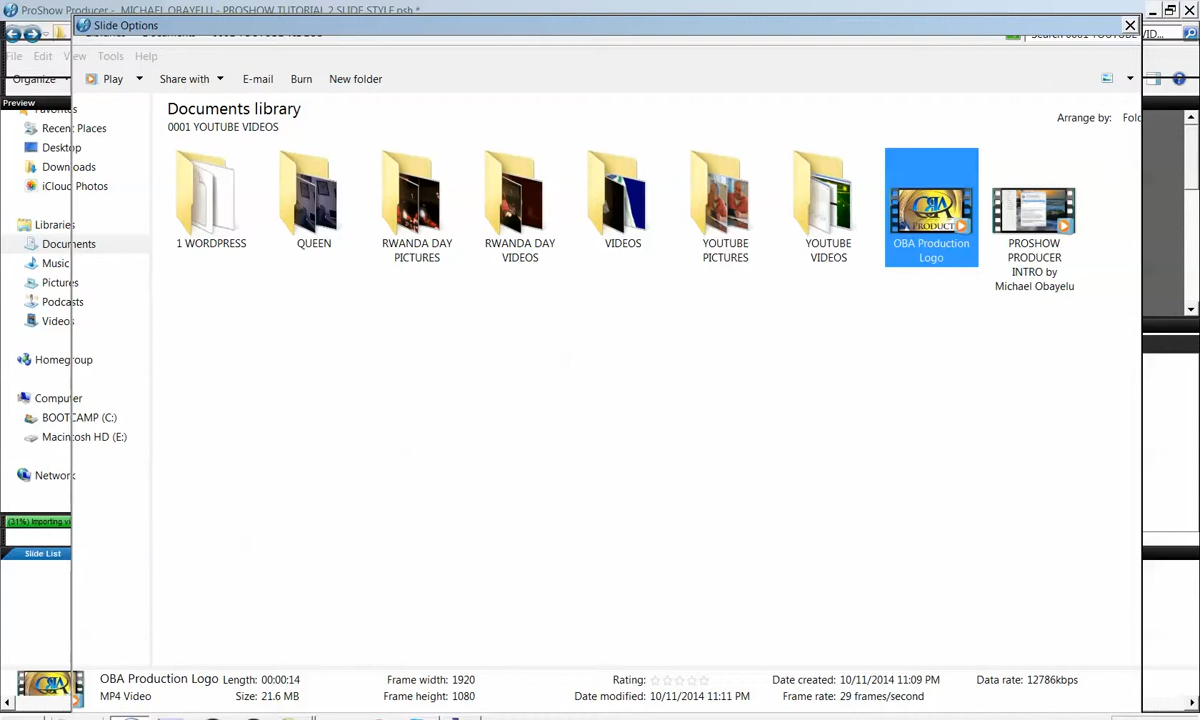 ProShow Producer - MICHAEL OBAYELU - PROSHOW TUTORIAL 2 SLIDE STYLE.psh *
Slide Options
File Edit View Tools Help
Organize Play Share with E-mail Burn New folder
Preview
Favorites
Recent Places
Desktop
Downloads
iCloud Photos
Libraries
Documents
Music
Pictures
Podcasts
Videos
Homegroup
Computer
BOOTCAMP (C:)
Macintosh HD (E:)
Network
(31%) Importing vi
Slide List
Documents library
0001 YOUTUBE VIDEOS
Arrange by: Fold
1 WORDPRESS
QUEEN
RWANDA DAY
PICTURES
RWANDA DAY
VIDEOS
VIDEOS
YOUTUBE
PICTURES
YOUTUBE
VIDEOS
OBA Production
Logo
PROSHOW
PRODUCER
INTRO by
Michael Obayelu
OBA Production Logo Length: 00:00:14 Frame width: 1920 Rating: Date created: 10/11/2014 11:09 PM Data rate: 12786kbps
MP4 Video Size: 21.6 MB Frame height: 1080 Date modified: 10/11/2014 11:11 PM Frame rate: 29 frames/second